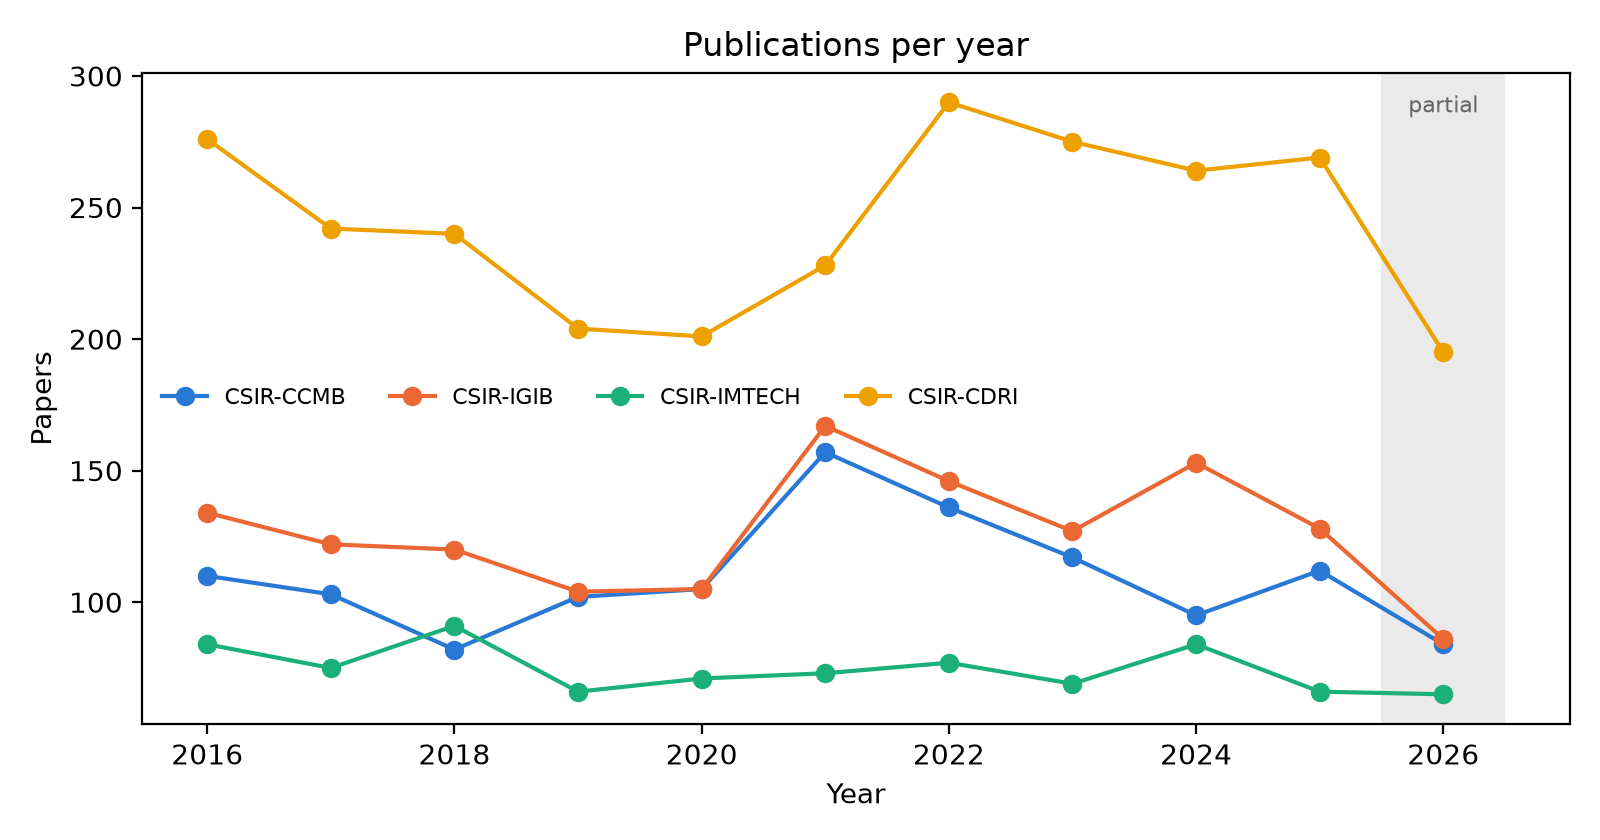 Publications per year
300
partial
250
200
CSIR-CCMB CSIR-IGIB CSIR-IMTECH CSIR-CDRI
Papers
150
100
2016 2018 2020 2022 2024 2026
Year